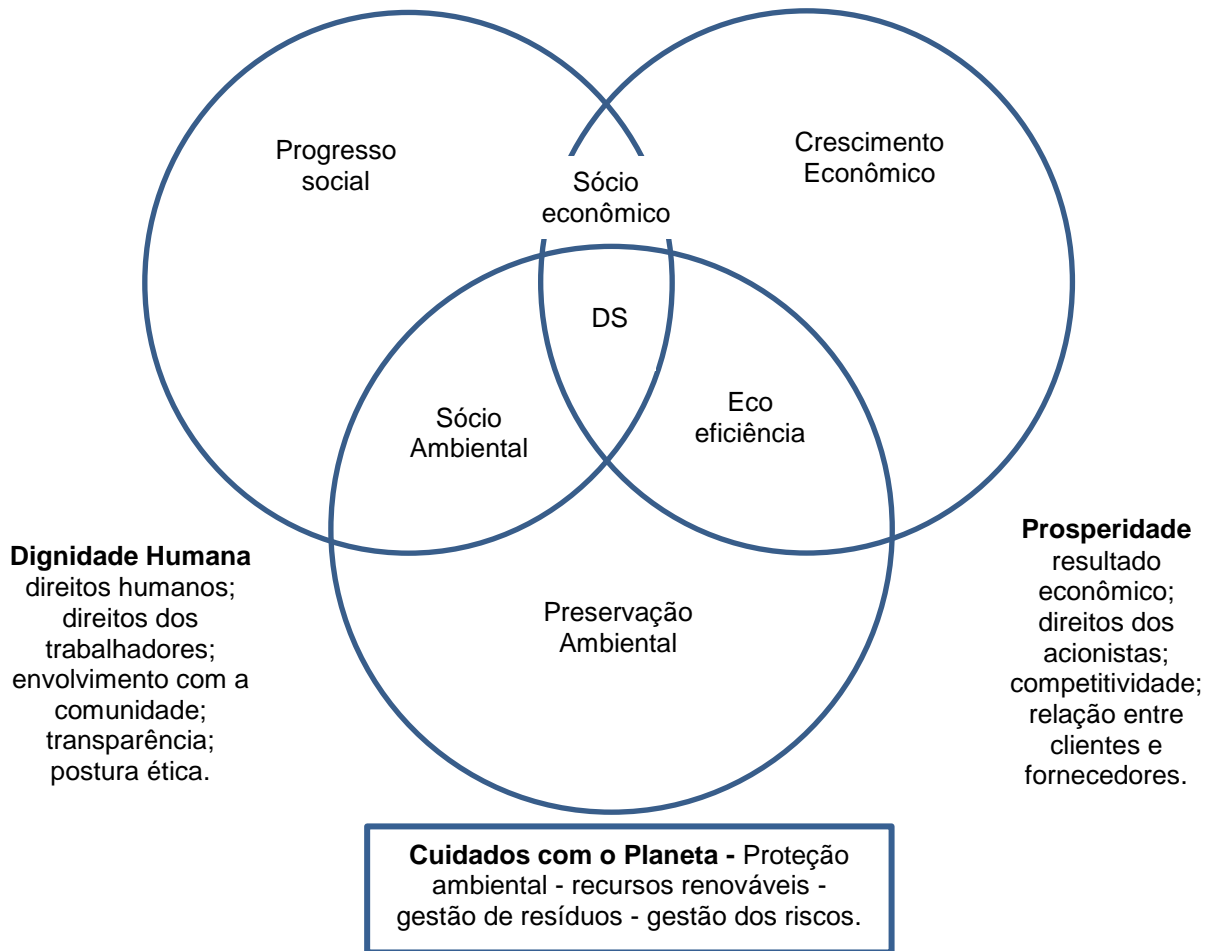 Progresso
social
Crescimento
Econômico
Sócio
econômico
DS
Sócio
Ambiental
Eco
eficiência
Preservação
Ambiental
Dignidade Humana
direitos humanos;
direitos dos
trabalhadores;
envolvimento com a
comunidade;
transparência;
postura ética.
Prosperidade
resultado
econômico;
direitos dos
acionistas;
competitividade;
relação entre
clientes e
fornecedores.
Cuidados com o Planeta - Proteção
ambiental - recursos renováveis -
gestão de resíduos - gestão dos riscos.